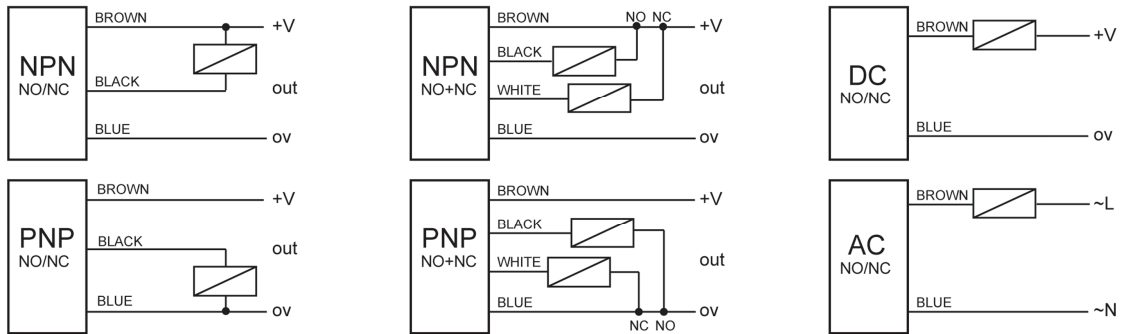 BROWN
+V
NPN
NO/NC
BLACK
out
BLUE
ov
BROWN
NO NC
+V
NPN
NO+NC
BLACK
WHITE
out
BLUE
ov
BROWN
+V
DC
NO/NC
BLUE
ov
BROWN
+V
PNP
NO/NC
BLACK
out
BLUE
ov
BROWN
+V
PNP
NO+NC
BLACK
WHITE
out
BLUE
ov
NC NO
BROWN
~L
AC
NO/NC
BLUE
~N